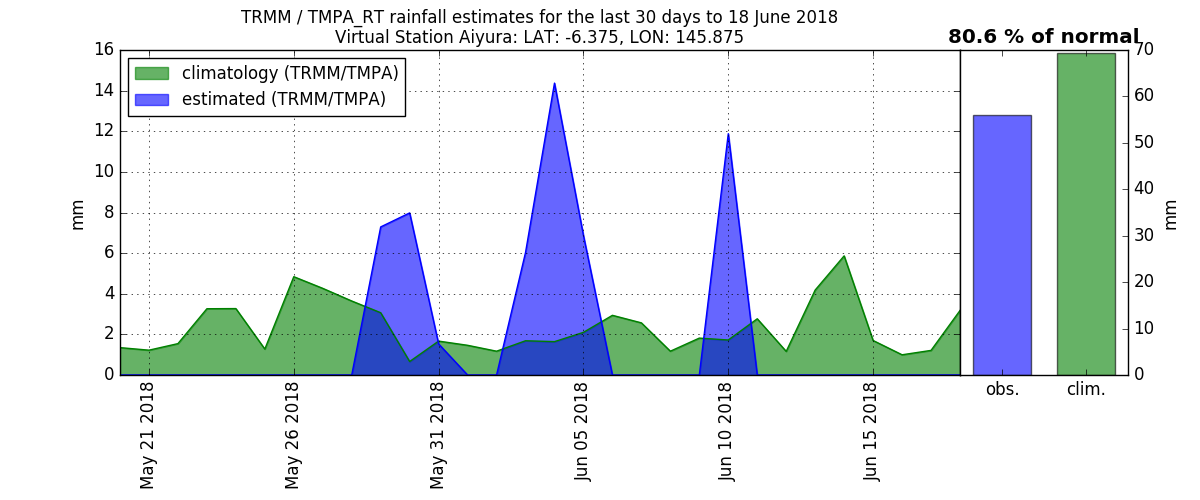 TRMM / TMPA_RT rainfall estimates for the last 30 days to 18 June 2018
Virtual Station Aiyura: LAT: -6.375, LON: 145.875
80.6 % of normal
climatology (TRMM/TMPA)
estimated (TRMM/TMPA)
mm
16
14
12
10
8
6
4
2
0
May 21 2018
May 26 2018
May 31 2018
Jun 05 2018
Jun 10 2018
Jun 15 2018
obs.
clim.
70
60
50
40
30
20
10
0
mm